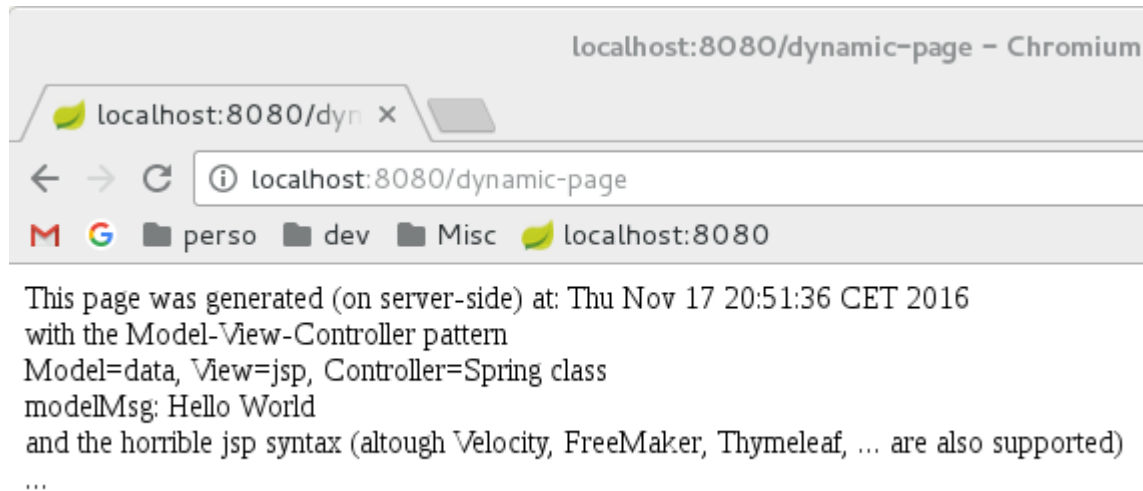 localhost:8080/dynamic-page - Chromium
localhost:8080/dyn
localhost:8080/dynamic-page
M G perso dev Misc localhost:8080
This page was generated (on server-side) at: Thu Nov 17 20:51:36 CET 2016
with the Model-View-Controller pattern
Model=data, View=jsp, Controller=Spring class
modelMsg: Hello World
and the horrible jsp syntax (altough Velocity, FreeMaker, Thymeleaf, ... are also supported)
...